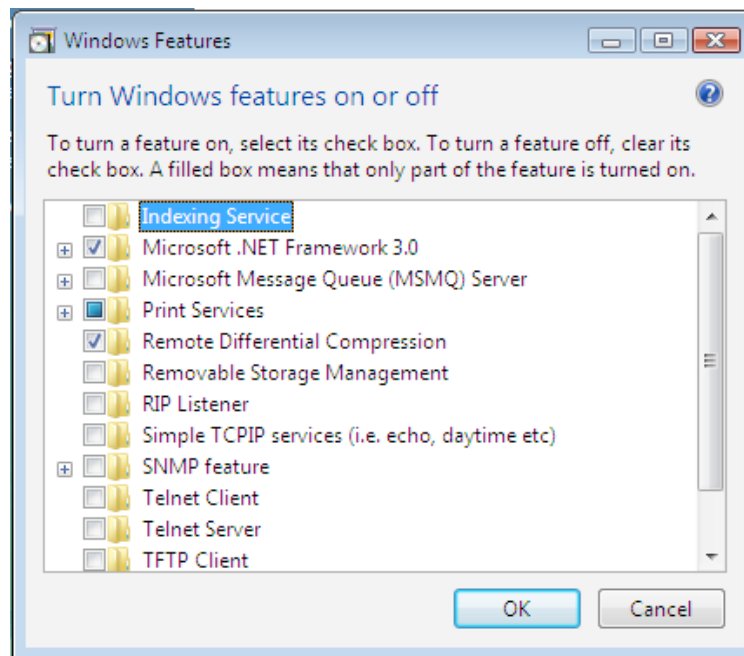 Windows Features
Turn Windows features on or off
To turn a feature on, select its check box. To turn a feature off, clear its
check box. A filled box means that only part of the feature is turned on.
Indexing Service
Microsoft .NET Framework 3.0
Microsoft Message Queue (MSMQ) Server
Print Services
Remote Differential Compression
Removable Storage Management
RIP Listener
Simple TCPIP services (i.e. echo, daytime etc)
SNMP feature
Telnet Client
Telnet Server
TFTP Client
OK Cancel